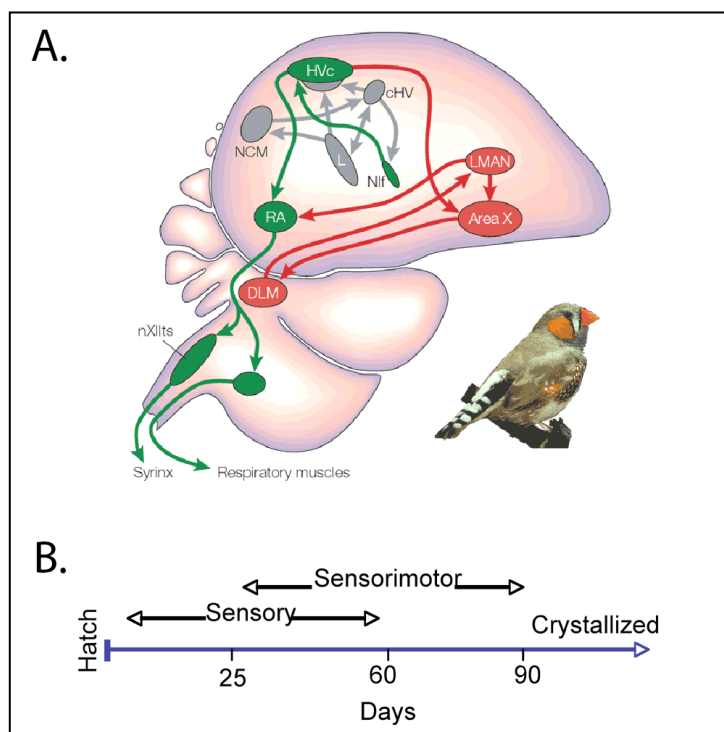 A.
HVc
cHV
NCM
L
NIf
LMAN
RA
Area X
DLM
nXIIts
Syrinx
Respiratory muscles
B.
Sensorimotor
Sensory
Crystallized
Hatch
25
60
90
Days